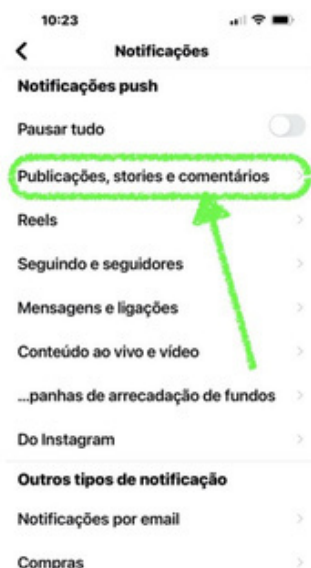 10:23
Notificações
Notificações push
Pausar tudo
Publicações, stories e comentários
Reels
Seguindo e seguidores
Mensagens e ligações
Conteúdo ao vivo e vídeo
...panhas de arrecadação de fundos
Do Instagram
Outros tipos de notificação
Notificações por email
Compras